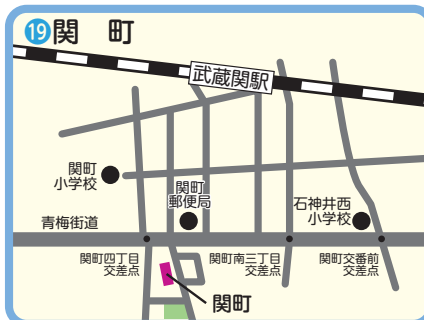 19 関 町
武蔵関駅
関町
小学校
関町
郵便局
石神井西
小学校
青梅街道
関町四丁目
交差点
関町南三丁目
交差点
関町交番前
交差点
関町